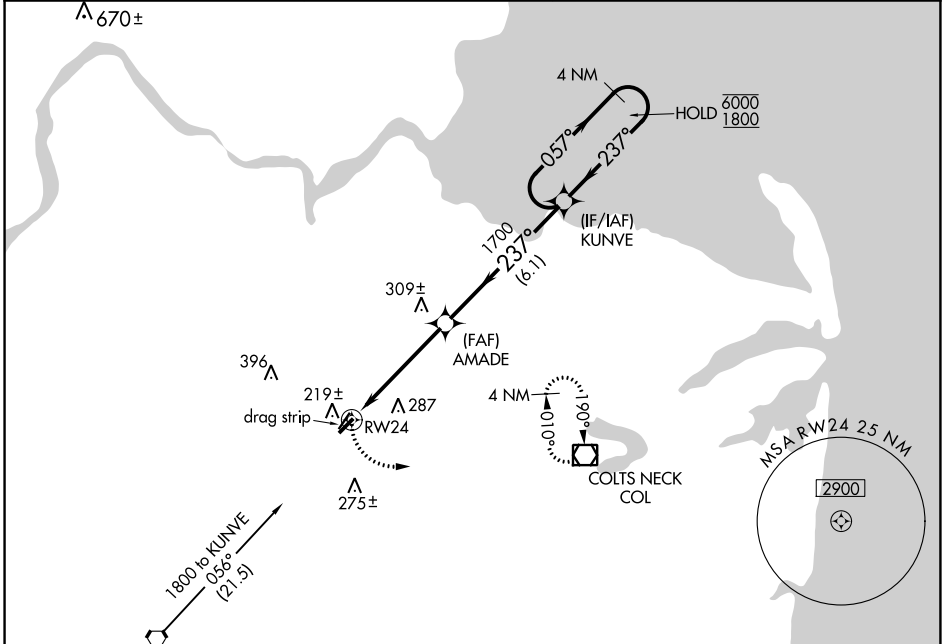 670±
4 NM
HOLD 6000
1800
057°
237°
(IF/IAF)
KUNVE
1700
237°
(6.1)
309±
(FAF)
AMADE
396
219±
287
drag strip
RW24
4 NM
010°
190°
COLTS NECK
COL
275±
MSA RW24 25 NM
2900
1800 to KUNVE
056°
(21.5)